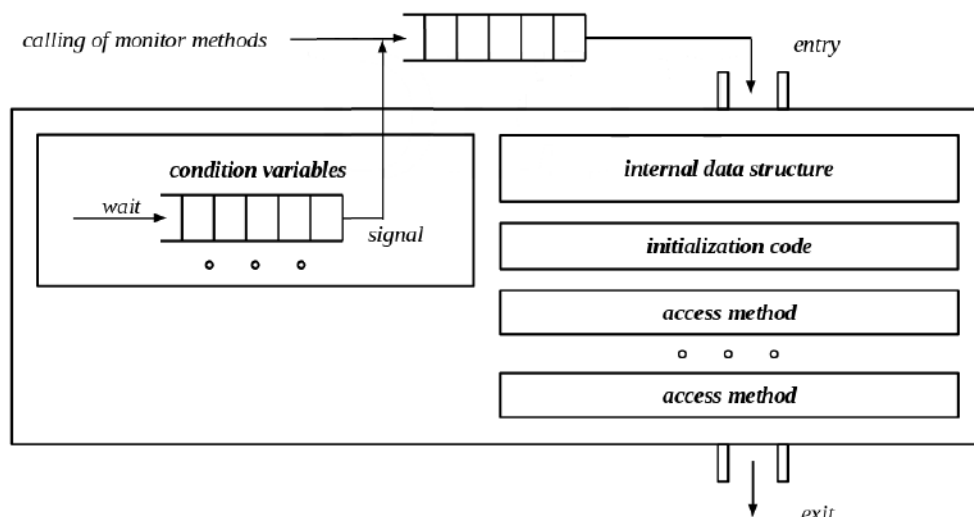 calling of monitor methods
entry
condition variables
internal data structure
wait
signal
initialization code
access method
access method
exit